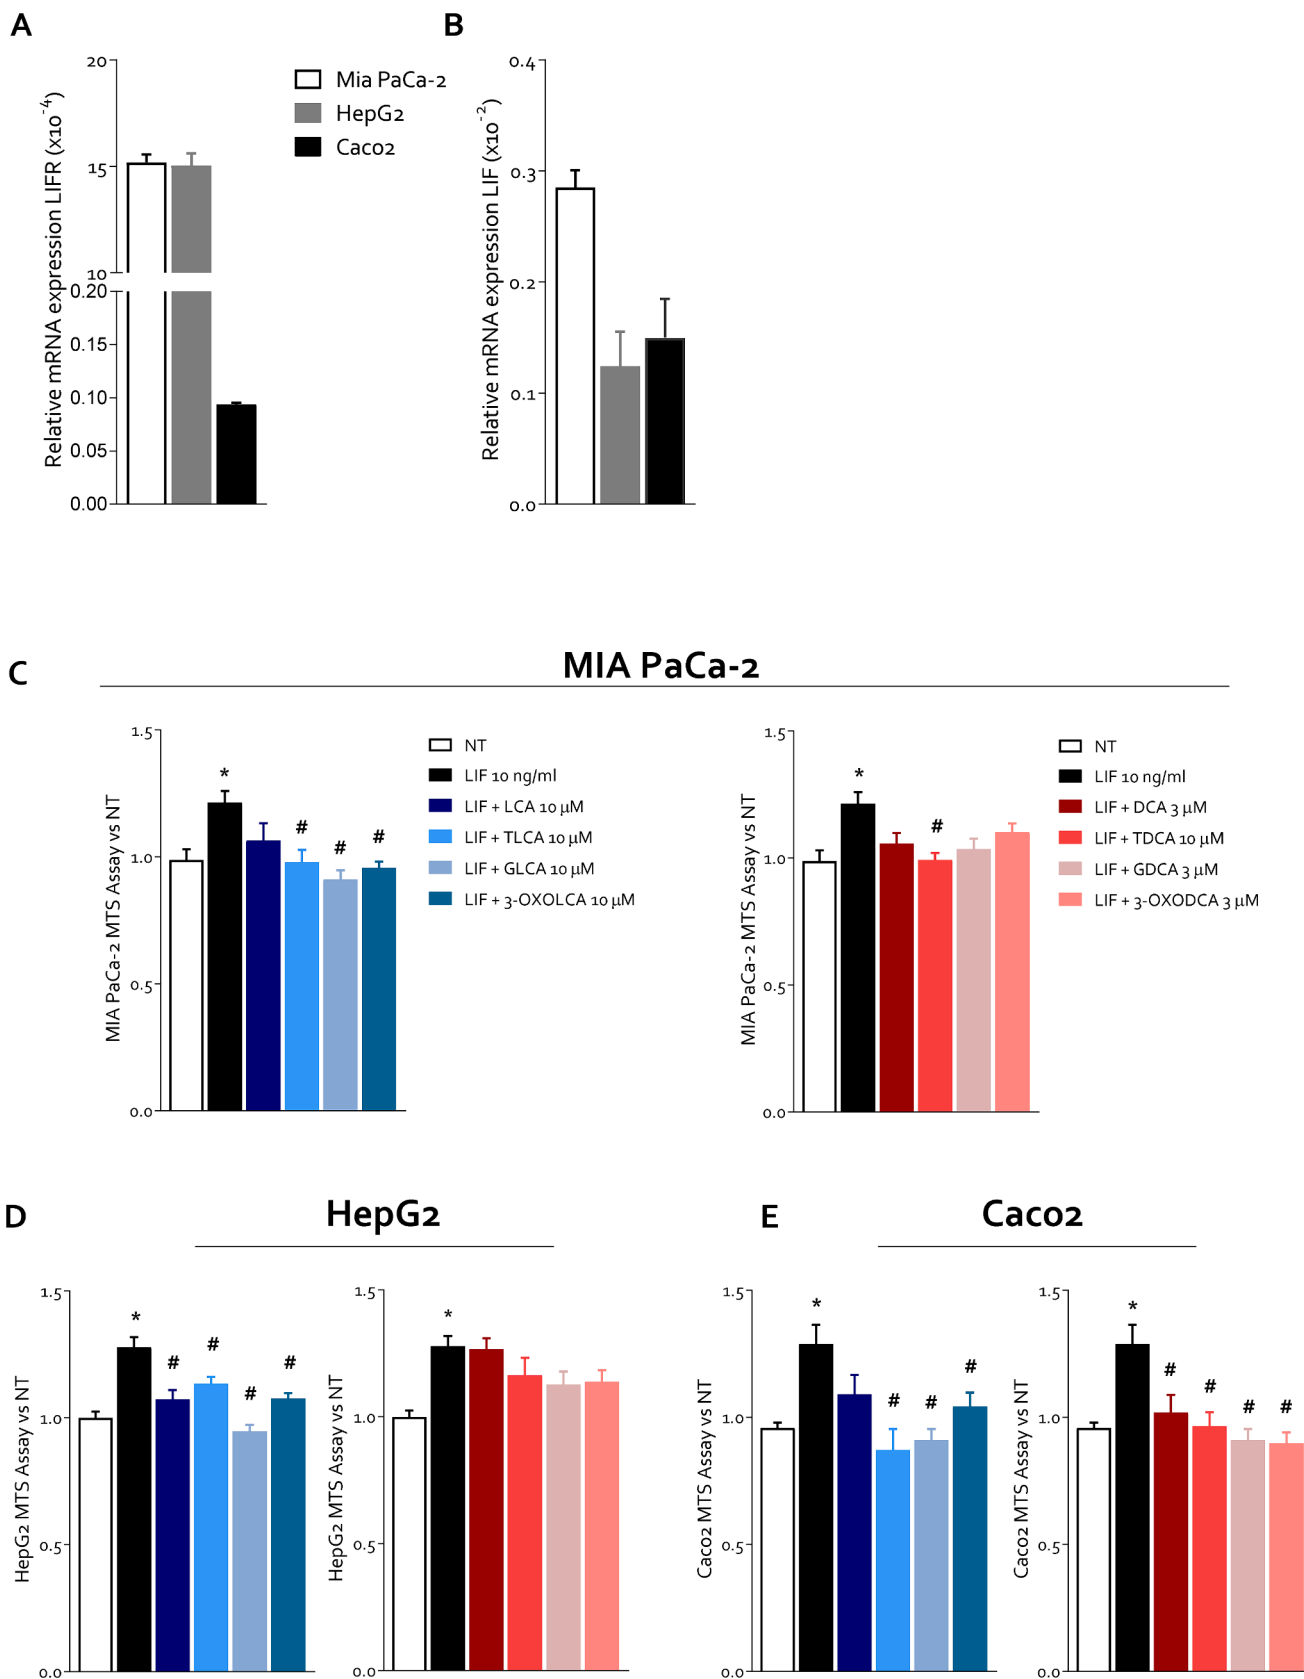 A
B
20
15
10
0.20
0.15
0.10
0.05
0.00
Relative mRNA expression LIFR (x10⁻⁴)
Mia PaCa-2
HepG2
Caco2
0.4
0.3
0.2
0.1
0.0
Relative mRNA expression LIF (x10⁻²)
C
MIA PaCa-2
1.5
1.0
0.5
0.0
MIA PaCa-2 MTS Assay vs NT
*
#
#
#
NT
LIF 10 ng/ml
LIF + LCA 10 µM
LIF + TLCA 10 µM
LIF + GLCA 10 µM
LIF + 3-OXOLCA 10 µM
1.5
1.0
0.5
0.0
MIA PaCa-2 MTS Assay vs NT
*
#
NT
LIF 10 ng/ml
LIF + DCA 3 µM
LIF + TDCA 10 µM
LIF + GDCA 3 µM
LIF + 3-OXODCA 3 µM
D
HepG2
1.5
1.0
0.5
0.0
HepG2 MTS Assay vs NT
*
#
#
#
#
1.5
1.0
0.5
0.0
HepG2 MTS Assay vs NT
*
E
Caco2
1.5
1.0
0.5
0.0
Caco2 MTS Assay vs NT
*
#
#
#
1.5
1.0
0.5
0.0
Caco2 MTS Assay vs NT
*
#
#
#
#